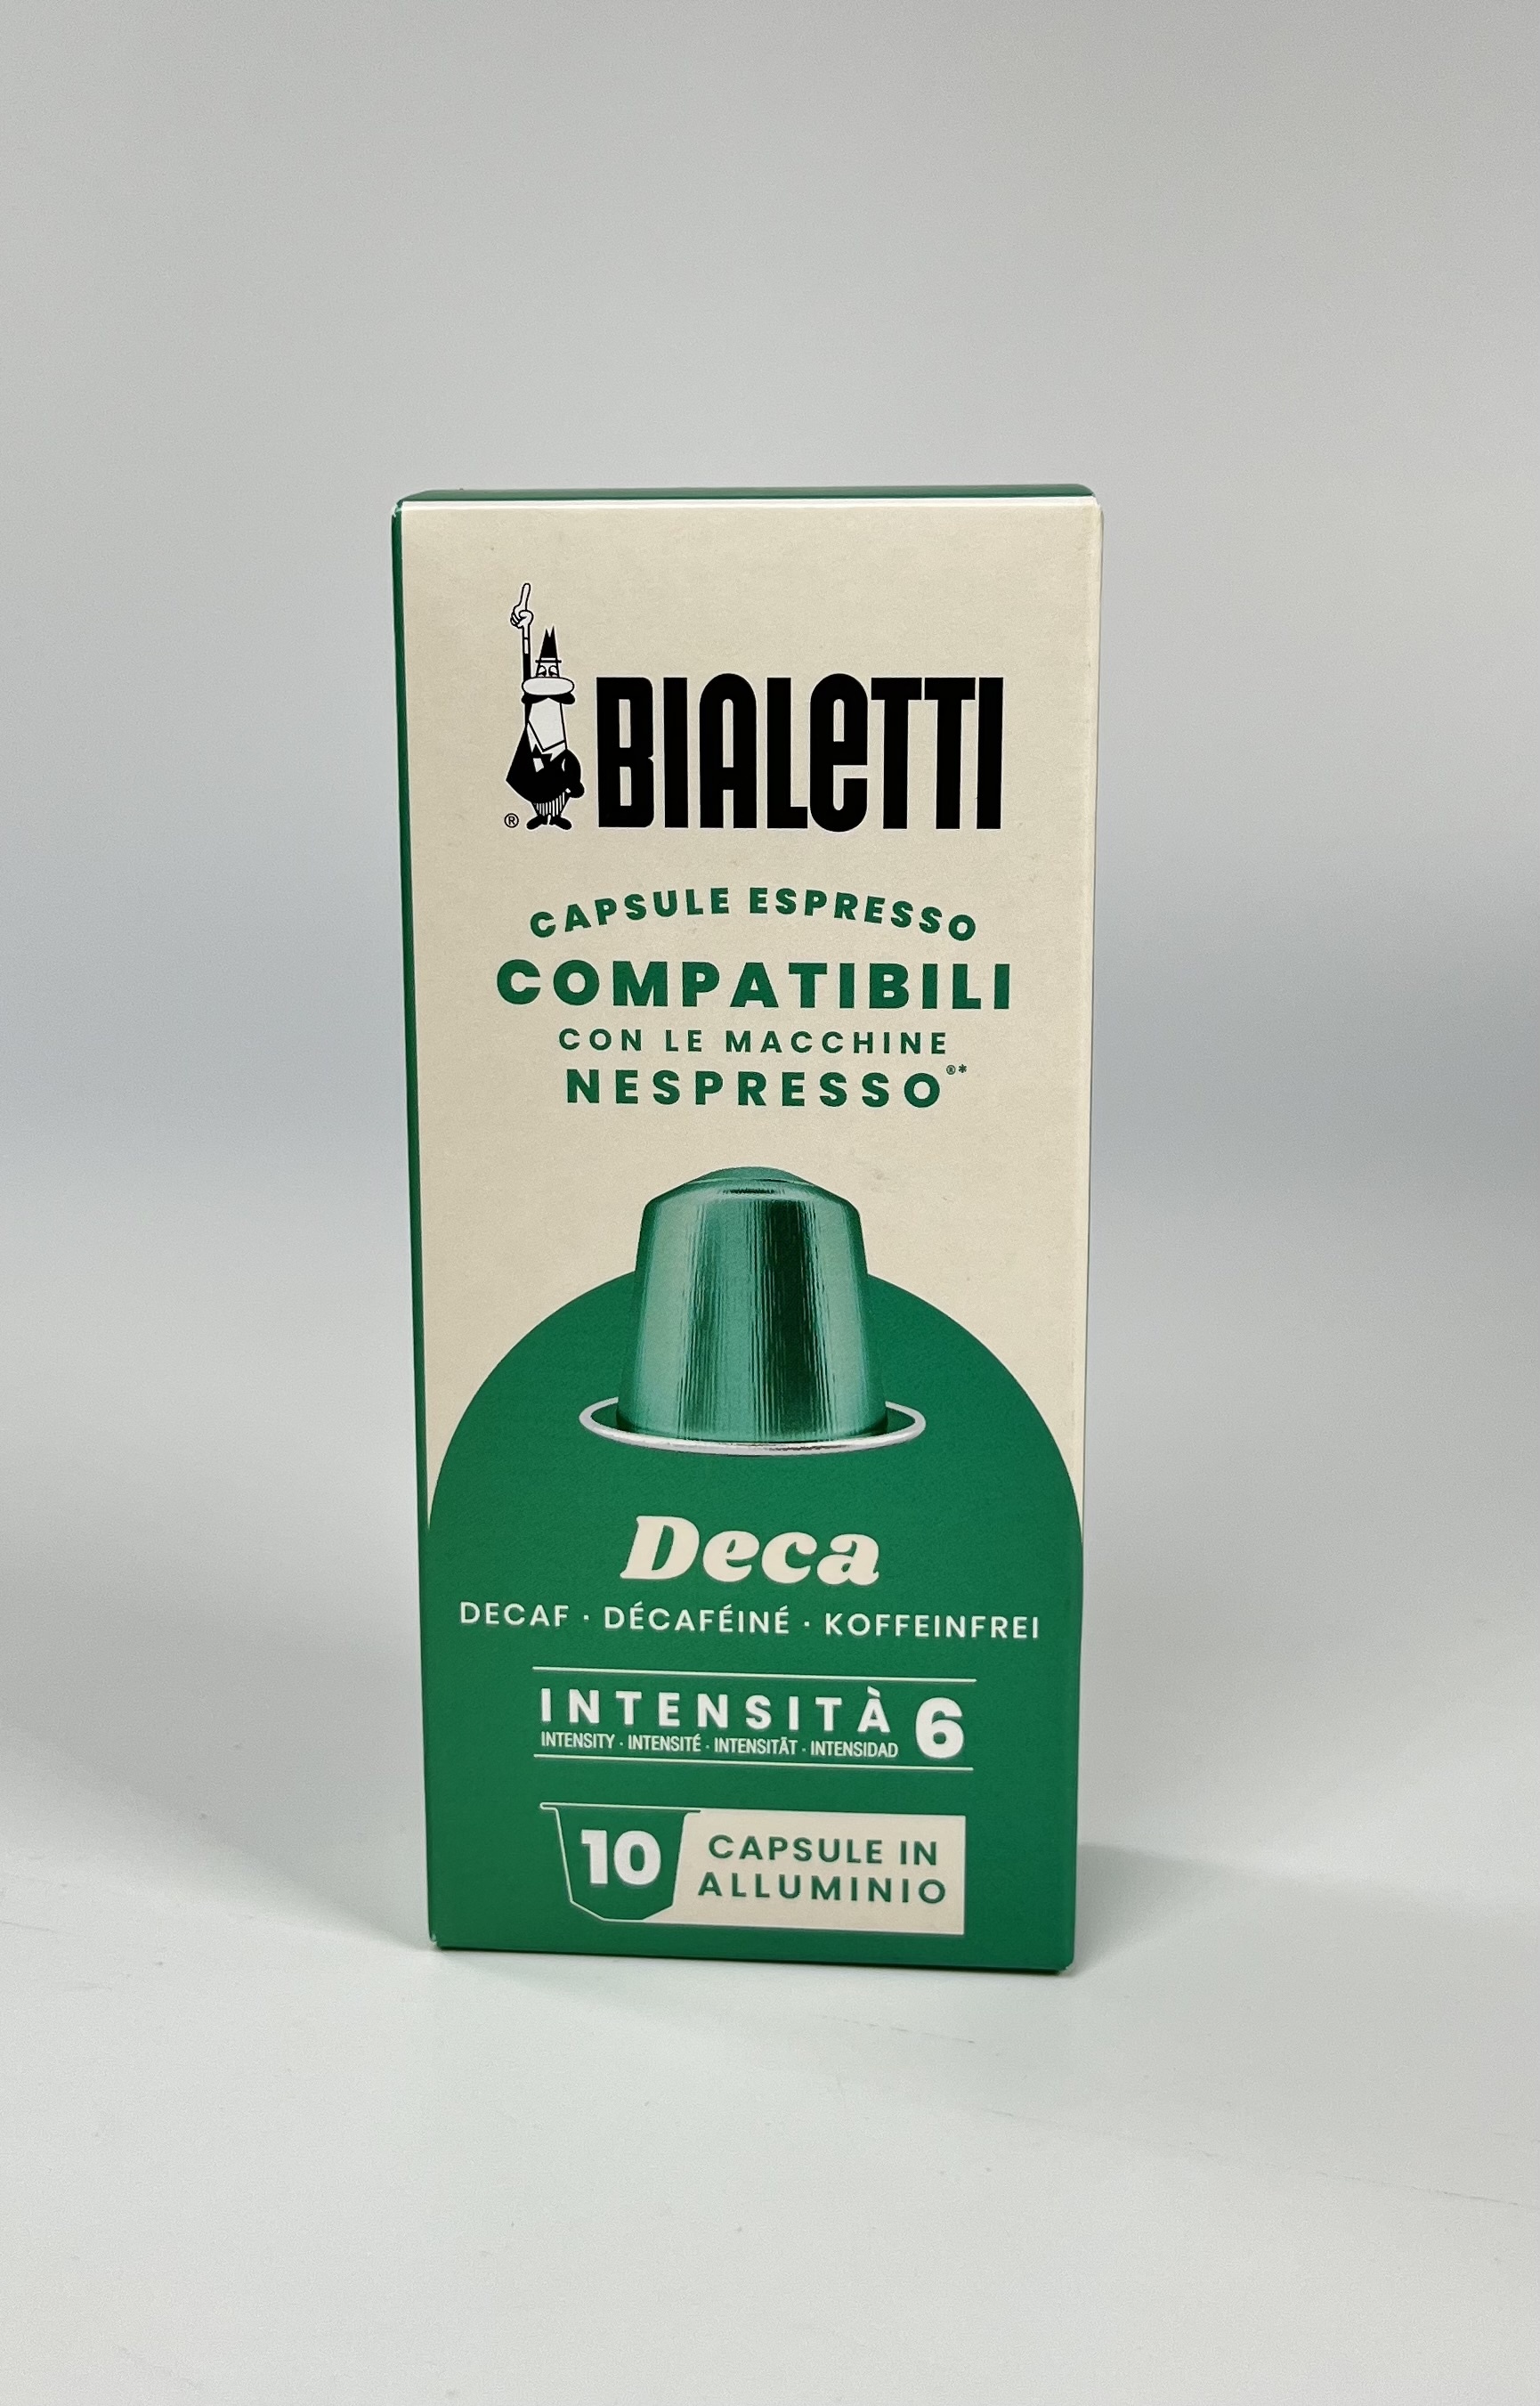 BIALETTI
®
CAPSULE ESPRESSO
COMPATIBILI
CON LE MACCHINE
NESPRESSO®*
Deca
DECAF · DÉCAFÉINÉ · KOFFEINFREI
INTENSITÀ 6
INTENSITY · INTENSITÉ · INTENSITÄT · INTENSIDAD
10 CAPSULE IN
ALLUMINIO